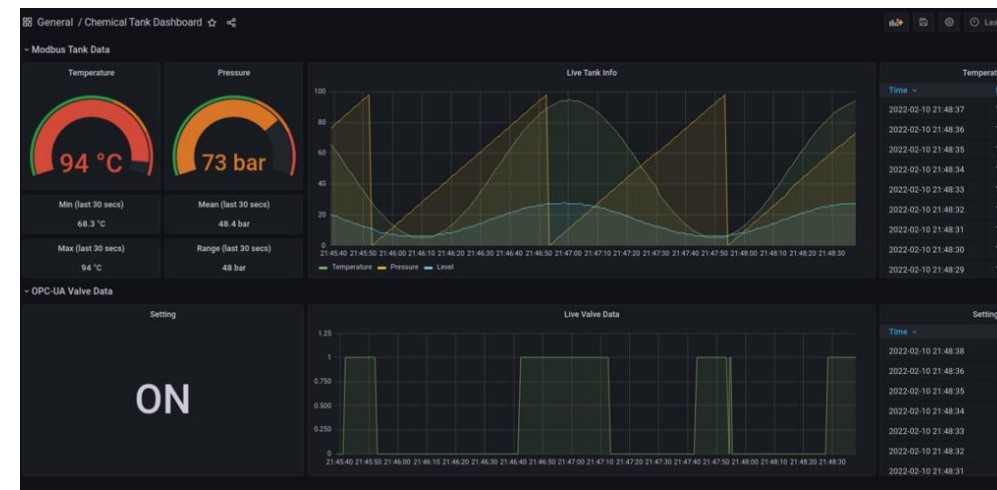 General / Chemical Tank Dashboard
Modbus Tank Data
Temperature
94 °C
Pressure
73 bar
Min (last 30 secs)
68.3 °C
Mean (last 30 secs)
48.4 bar
Max (last 30 secs)
94 °C
Range (last 30 secs)
48 bar
Live Tank Info
100
80
60
40
20
0
21:45:40 21:45:50 21:46:00 21:46:10 21:46:20 21:46:30 21:46:40 21:46:50 21:47:00 21:47:10 21:47:20 21:47:30 21:47:40 21:47:50 21:48:00 21:48:10 21:48:20 21:48:30
Temperature Pressure Level
Las
Temperat
Time
2022-02-10 21:48:37
2022-02-10 21:48:36
2022-02-10 21:48:35
2022-02-10 21:48:34
2022-02-10 21:48:33
2022-02-10 21:48:32
2022-02-10 21:48:31
2022-02-10 21:48:30
2022-02-10 21:48:29
OPC-UA Valve Data
Setting
ON
Live Valve Data
1.25
1
0.750
0.500
0.250
0
21:45:40 21:45:50 21:46:00 21:46:10 21:46:20 21:46:30 21:46:40 21:46:50 21:47:00 21:47:10 21:47:20 21:47:30 21:47:40 21:47:50 21:48:00 21:48:10 21:48:20 21:48:30
Setting
Time
2022-02-10 21:48:38
2022-02-10 21:48:36
2022-02-10 21:48:35
2022-02-10 21:48:34
2022-02-10 21:48:33
2022-02-10 21:48:32
2022-02-10 21:48:31